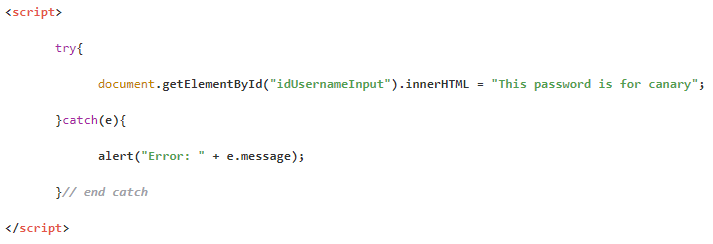 <script>
try{
document.getElementById("idUsernameInput").innerHTML = "This password is for canary";
}catch(e){
alert("Error: " + e.message);
}// end catch
</script>